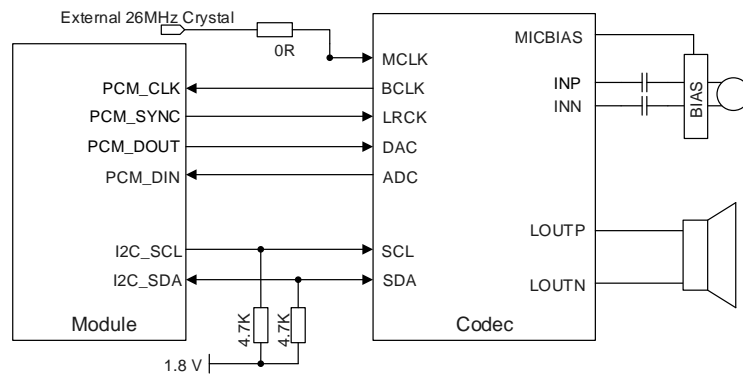 External 26MHz Crystal
0R
MICBIAS
MCLK
PCM_CLK
BCLK
INP
PCM_SYNC
LRCK
INN
BIAS
PCM_DOUT
DAC
PCM_DIN
ADC
LOUTP
I2C_SCL
SCL
I2C_SDA
SDA
LOUTN
4.7K
4.7K
Module
Codec
1.8 V